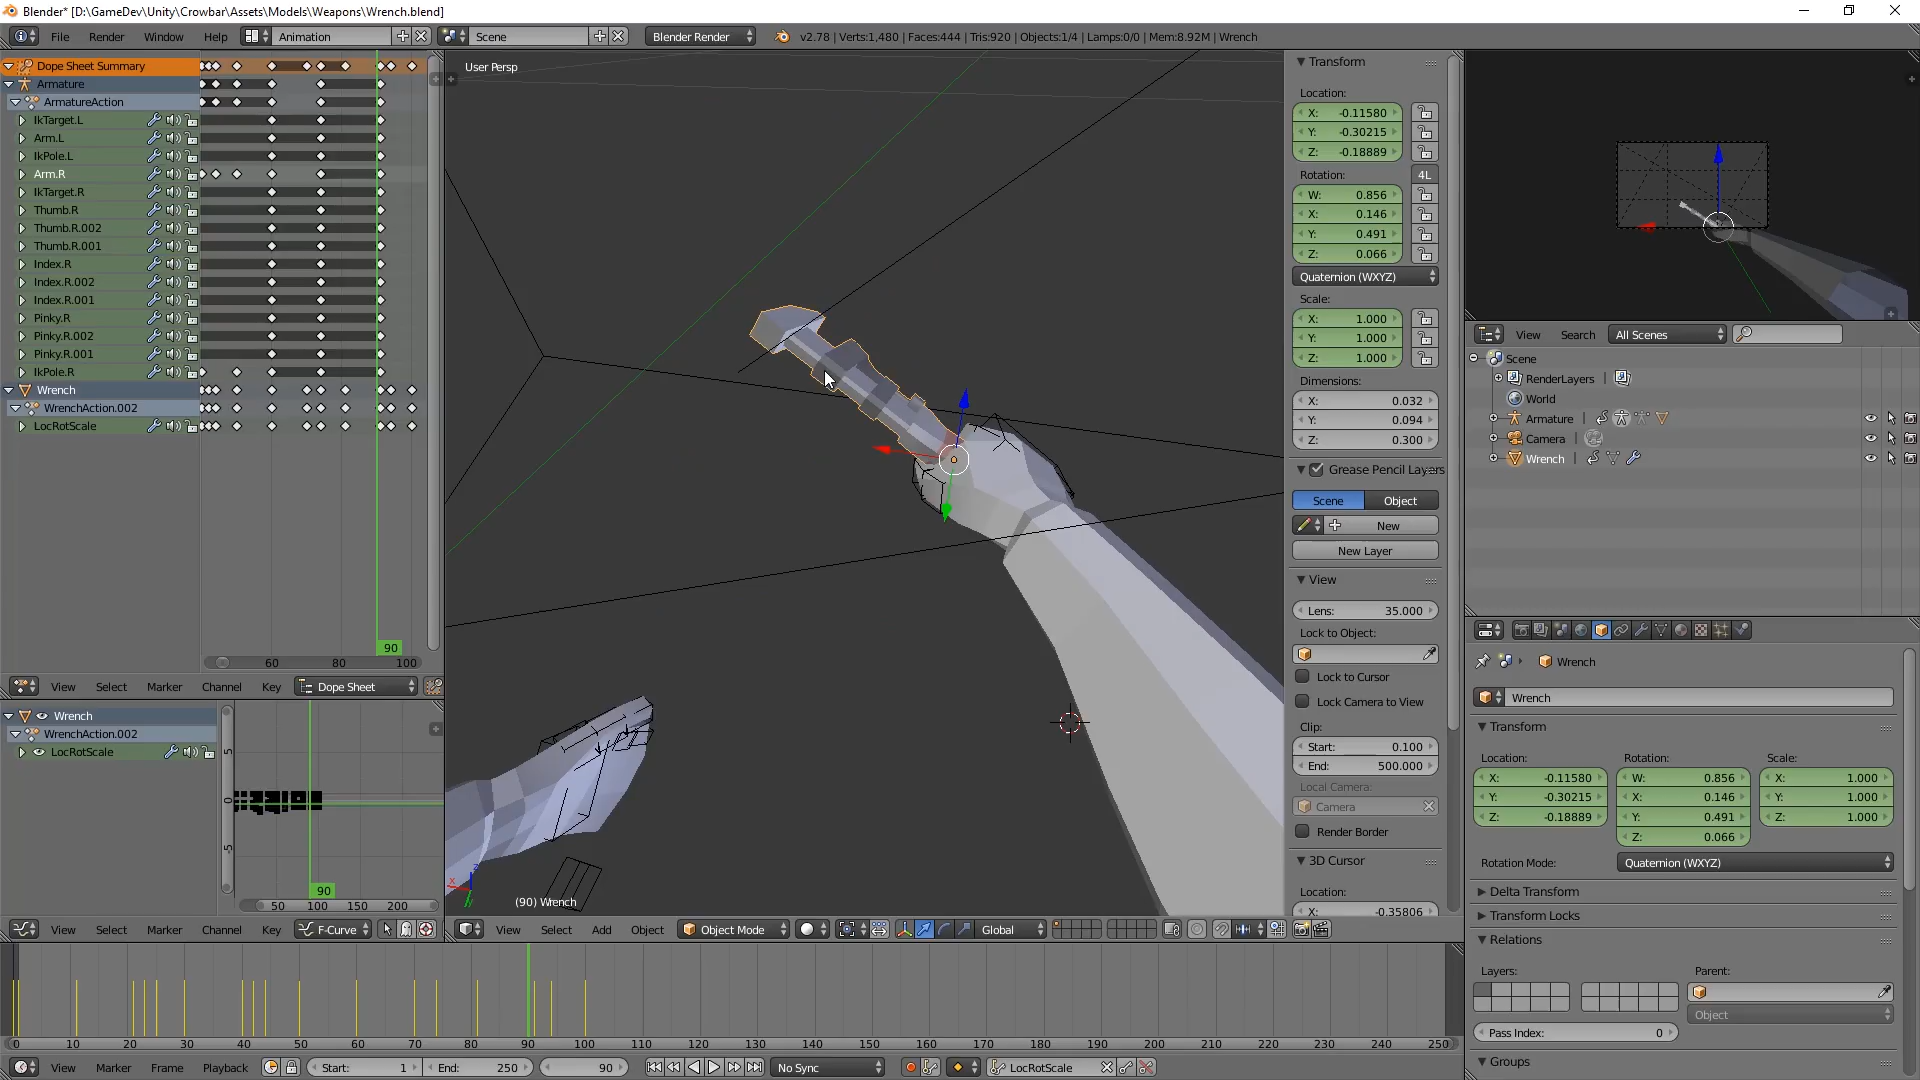 Blender* [D:\GameDev\Unity\Crowbar\Assets\Models\Weapons\Wrench.blend]
File Render Window Help Animation Scene Blender Render v2.78 | Verts:1,480 | Faces:444 | Tris:920 | Objects:1/4 | Lamps:0/0 | Mem:8.92M | Wrench
Dope Sheet Summary
Armature
ArmatureAction
IkTarget.L
Arm.L
IkPole.L
Arm.R
IkTarget.R
Thumb.R
Thumb.R.002
Thumb.R.001
Index.R
Index.R.002
Index.R.001
Pinky.R
Pinky.R.002
Pinky.R.001
IkPole.R
Wrench
WrenchAction.002
LocRotScale
90
60 80 100
View Select Marker Channel Key Dope Sheet
Wrench
WrenchAction.002
LocRotScale
5
0
-5
90
50 100 150 200
View Select Marker Channel Key F-Curve
User Persp
(90) Wrench
View Select Add Object Object Mode Global
Transform
Location:
X: -0.11580
Y: -0.30215
Z: -0.18889
Rotation: 4L
W: 0.856
X: 0.146
Y: 0.491
Z: 0.066
Quaternion (WXYZ)
Scale:
X: 1.000
Y: 1.000
Z: 1.000
Dimensions:
X: 0.032
Y: 0.094
Z: 0.300
Grease Pencil Layers
Scene Object
New
New Layer
View
Lens: 35.000
Lock to Object:
Lock to Cursor
Lock Camera to View
Clip:
Start: 0.100
End: 500.000
Local Camera:
Camera
Render Border
3D Cursor
Location:
X: -0.35806
View Search All Scenes
Scene
RenderLayers
World
Armature
Camera
Wrench
Wrench
Wrench
Transform
Location: Rotation: Scale:
X: -0.11580 W: 0.856 X: 1.000
Y: -0.30215 X: 0.146 Y: 1.000
Z: -0.18889 Y: 0.491 Z: 1.000
Z: 0.066
Rotation Mode: Quaternion (WXYZ)
Delta Transform
Transform Locks
Relations
Layers: Parent:
Object
Pass Index: 0
Groups
0 10 20 30 40 50 60 70 80 90 100 110 120 130 140 150 160 170 180 190 200 210 220 230 240 250
View Marker Frame Playback Start: 1 End: 250 90 No Sync LocRotScale